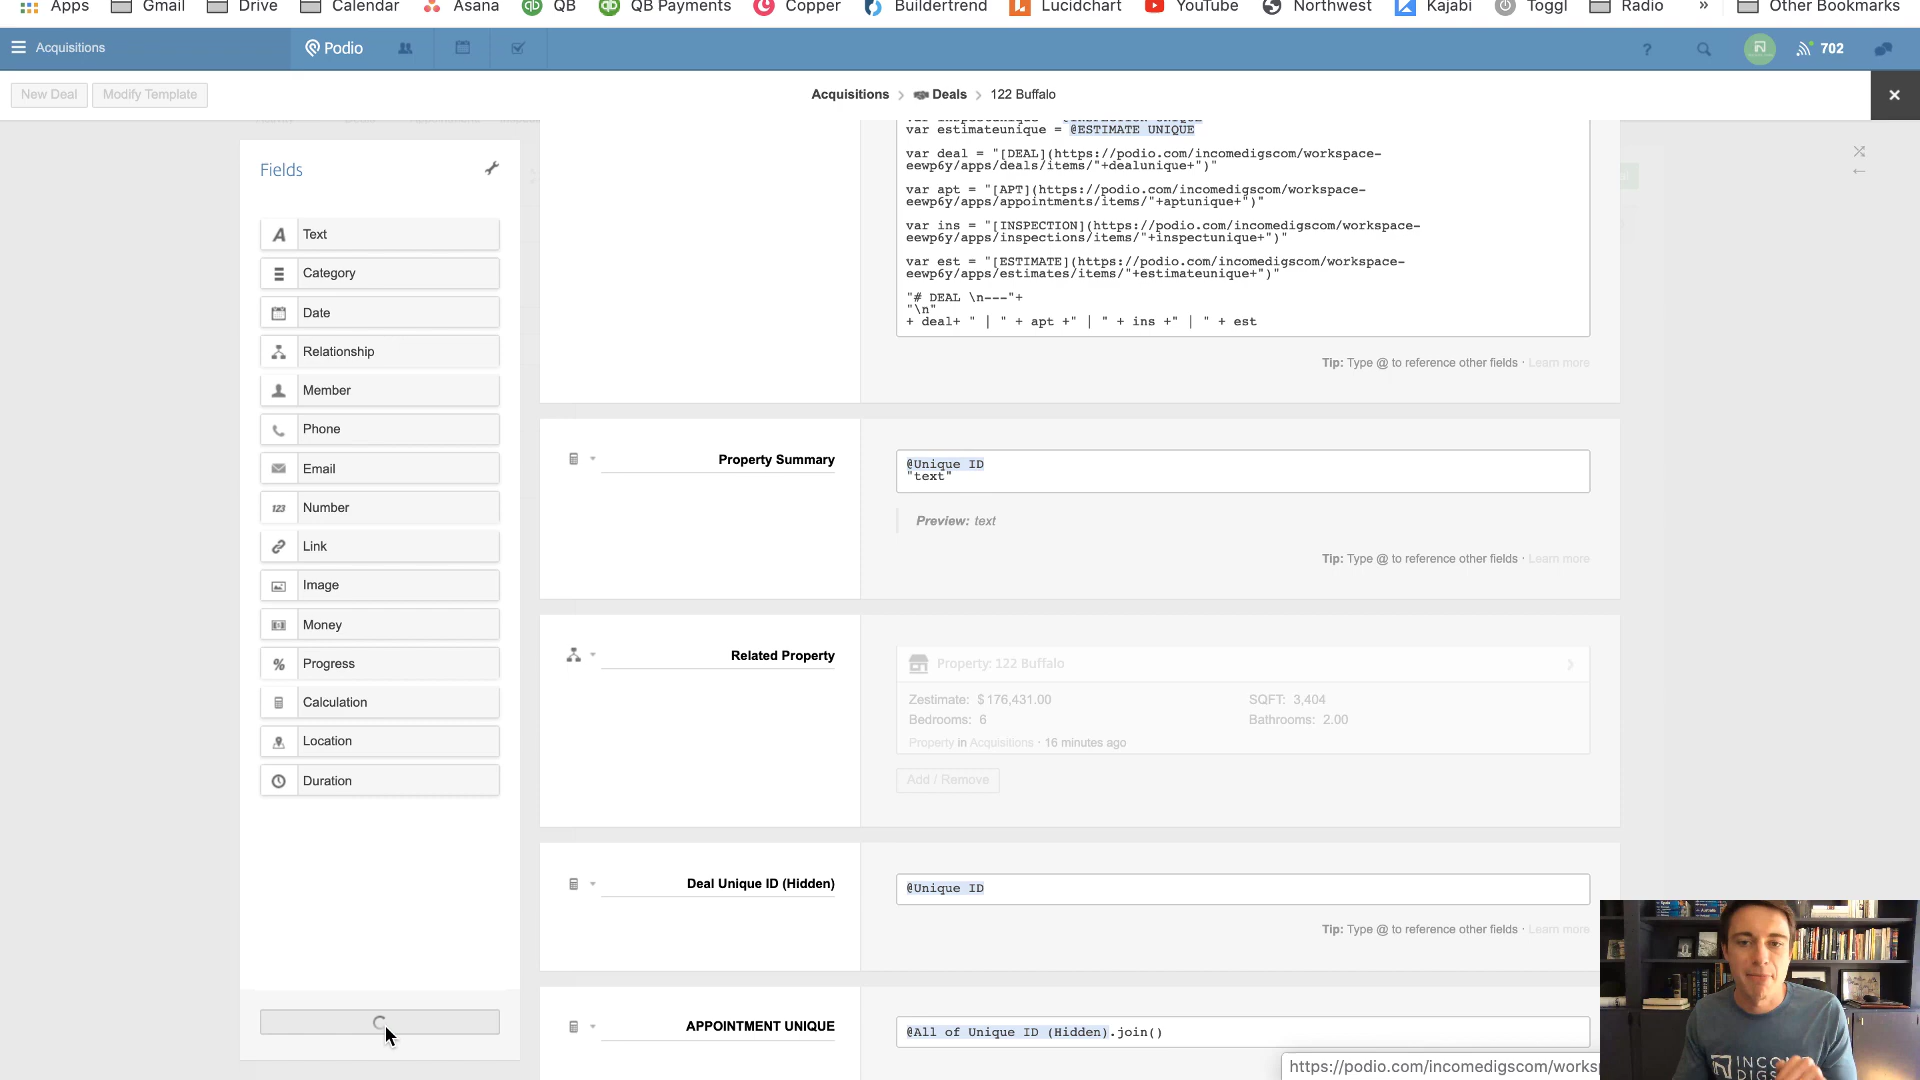 Apps Gmail Drive Calendar Asana QB QB Payments Copper Buildertrend Lucidchart YouTube Northwest Kajabi Toggl Radio » Other Bookmarks
Acquisitions Podio ? 702
New Deal Modify Template Acquisitions Deals 122 Buffalo
var estimateunique = @ESTIMATE UNIQUE
var deal = "[DEAL](https://podio.com/incomedigscom/workspace-
eewp6y/apps/deals/items/"+dealunique+")"
var apt = "[APT](https://podio.com/incomedigscom/workspace-
eewp6y/apps/appointments/items/"+aptunique+")"
var ins = "[INSPECTION](https://podio.com/incomedigscom/workspace-
eewp6y/apps/inspections/items/"+inspectunique+")"
var est = "[ESTIMATE](https://podio.com/incomedigscom/workspace-
eewp6y/apps/estimates/items/"+estimateunique+")"
"# DEAL \n---"+
"\n"
+ deal+ " | " + apt +" | " + ins +" | " + est
Tip: Type @ to reference other fields · Learn more
Fields
Text
Category
Date
Relationship
Member
Phone
Email
Number
Link
Image
Money
Progress
Calculation
Location
Duration
Property Summary
@Unique ID
"text"
Preview: text
Tip: Type @ to reference other fields · Learn more
Related Property
Property: 122 Buffalo
Zestimate: $176,431.00 SQFT: 3,404
Bedrooms: 6 Bathrooms: 2.00
Property in Acquisitions · 16 minutes ago
Add / Remove
Deal Unique ID (Hidden)
@Unique ID
Tip: Type @ to reference other fields · Learn more
APPOINTMENT UNIQUE
@All of Unique ID (Hidden).join()
https://podio.com/incomedigscom/works